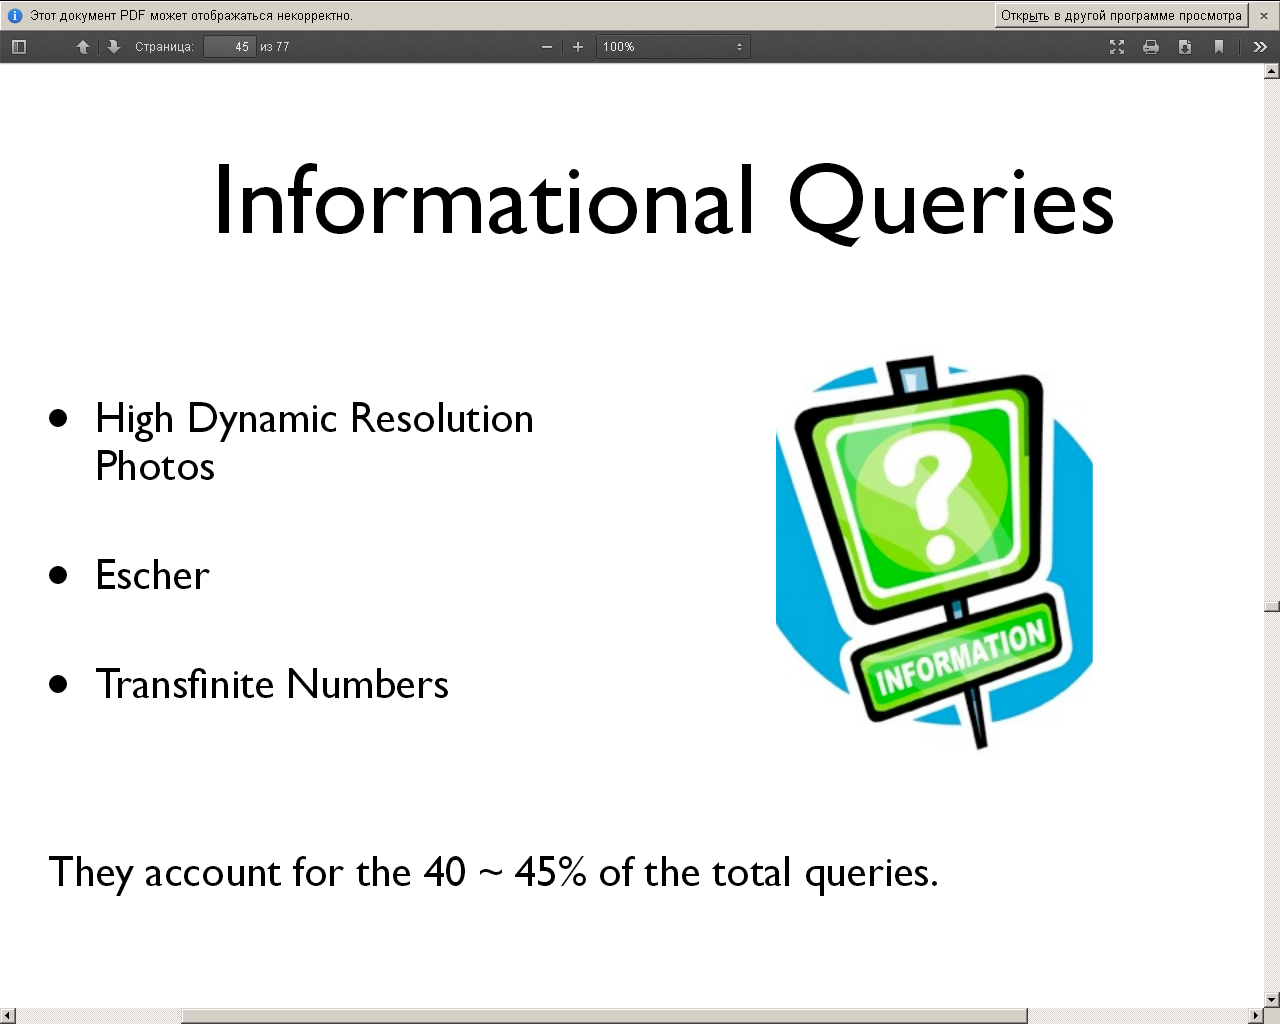 Этот документ PDF может отображаться некорректно.
Открыть в другой программе просмотра
Страница: 45 из 77
100%
Informational Queries
• High Dynamic Resolution
Photos
• Escher
• Transfinite Numbers
?
INFORMATION
They account for the 40 ~ 45% of the total queries.